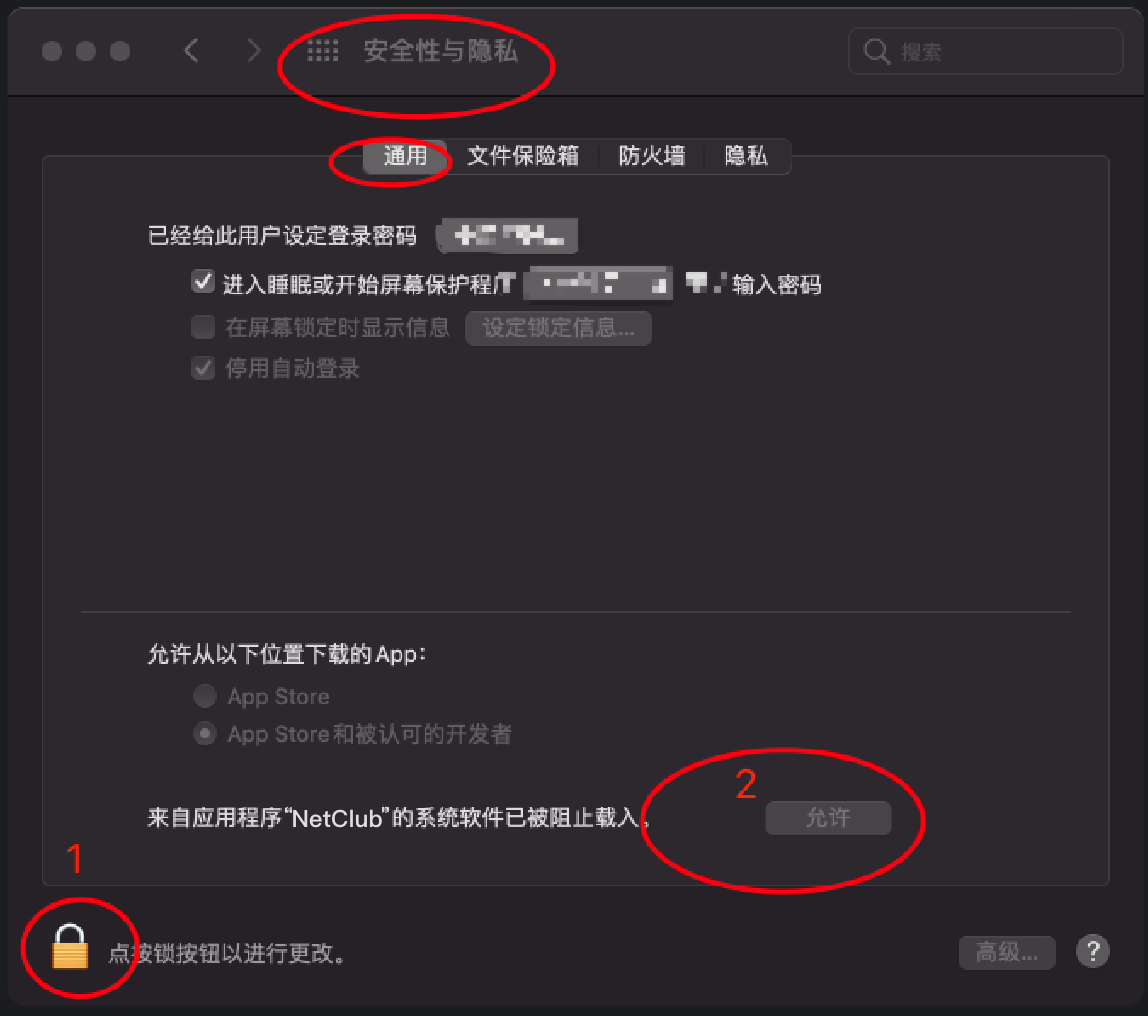 安全性与隐私
搜索
通用 文件保险箱 防火墙 隐私
已经给此用户设定登录密码
进入睡眠或开始屏幕保护程序 输入密码
在屏幕锁定时显示信息 设定锁定信息...
停用自动登录
允许从以下位置下载的App：
App Store
App Store和被认可的开发者
2
来自应用程序“NetClub”的系统软件已被阻止载入。 允许
1
点按锁按钮以进行更改。 高级... ?